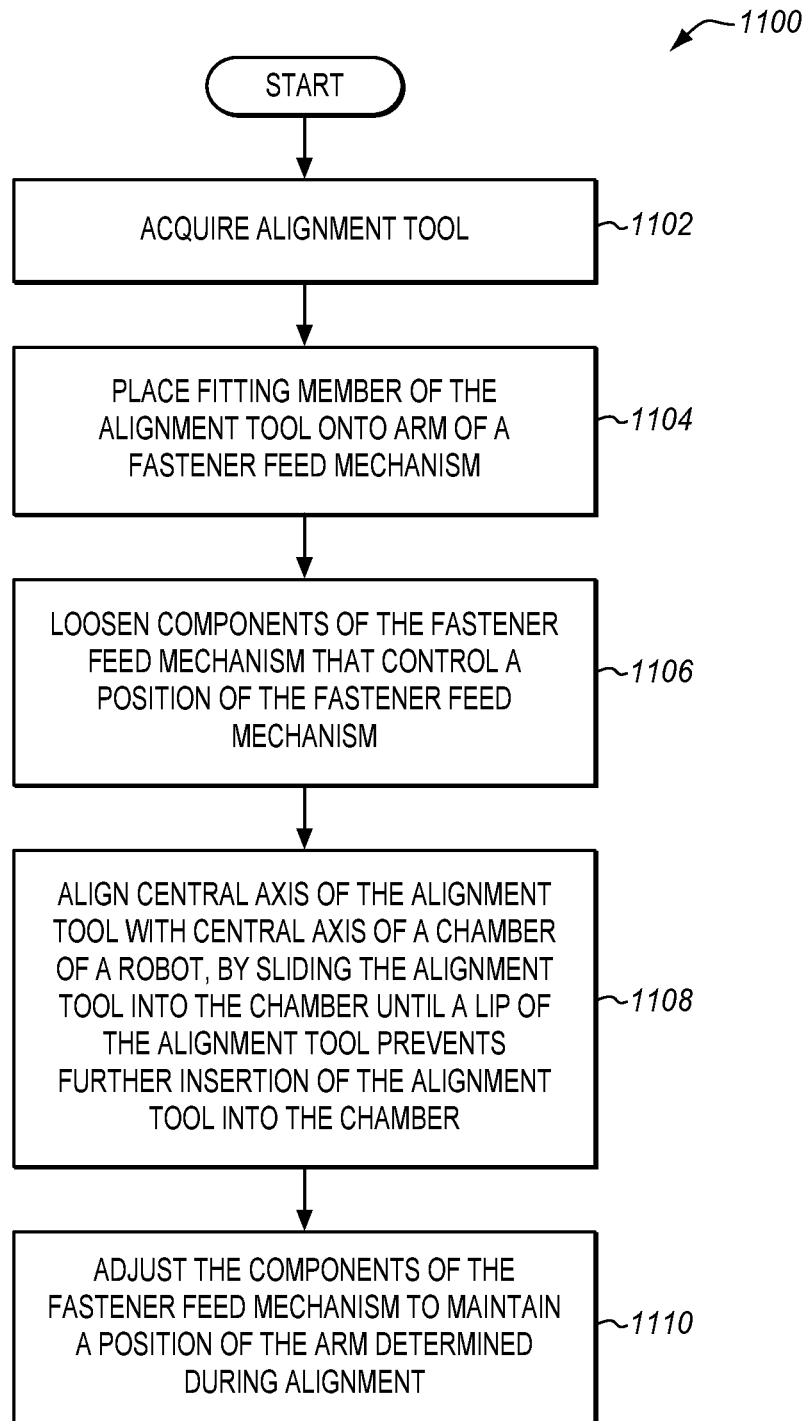 1100
START
ACQUIRE ALIGNMENT TOOL
1102
PLACE FITTING MEMBER OF THE
ALIGNMENT TOOL ONTO ARM OF A
FASTENER FEED MECHANISM
1104
LOOSEN COMPONENTS OF THE FASTENER
FEED MECHANISM THAT CONTROL A
POSITION OF THE FASTENER FEED
MECHANISM
1106
ALIGN CENTRAL AXIS OF THE ALIGNMENT
TOOL WITH CENTRAL AXIS OF A CHAMBER
OF A ROBOT, BY SLIDING THE ALIGNMENT
TOOL INTO THE CHAMBER UNTIL A LIP OF
THE ALIGNMENT TOOL PREVENTS
FURTHER INSERTION OF THE ALIGNMENT
TOOL INTO THE CHAMBER
1108
ADJUST THE COMPONENTS OF THE
FASTENER FEED MECHANISM TO MAINTAIN
A POSITION OF THE ARM DETERMINED
DURING ALIGNMENT
1110